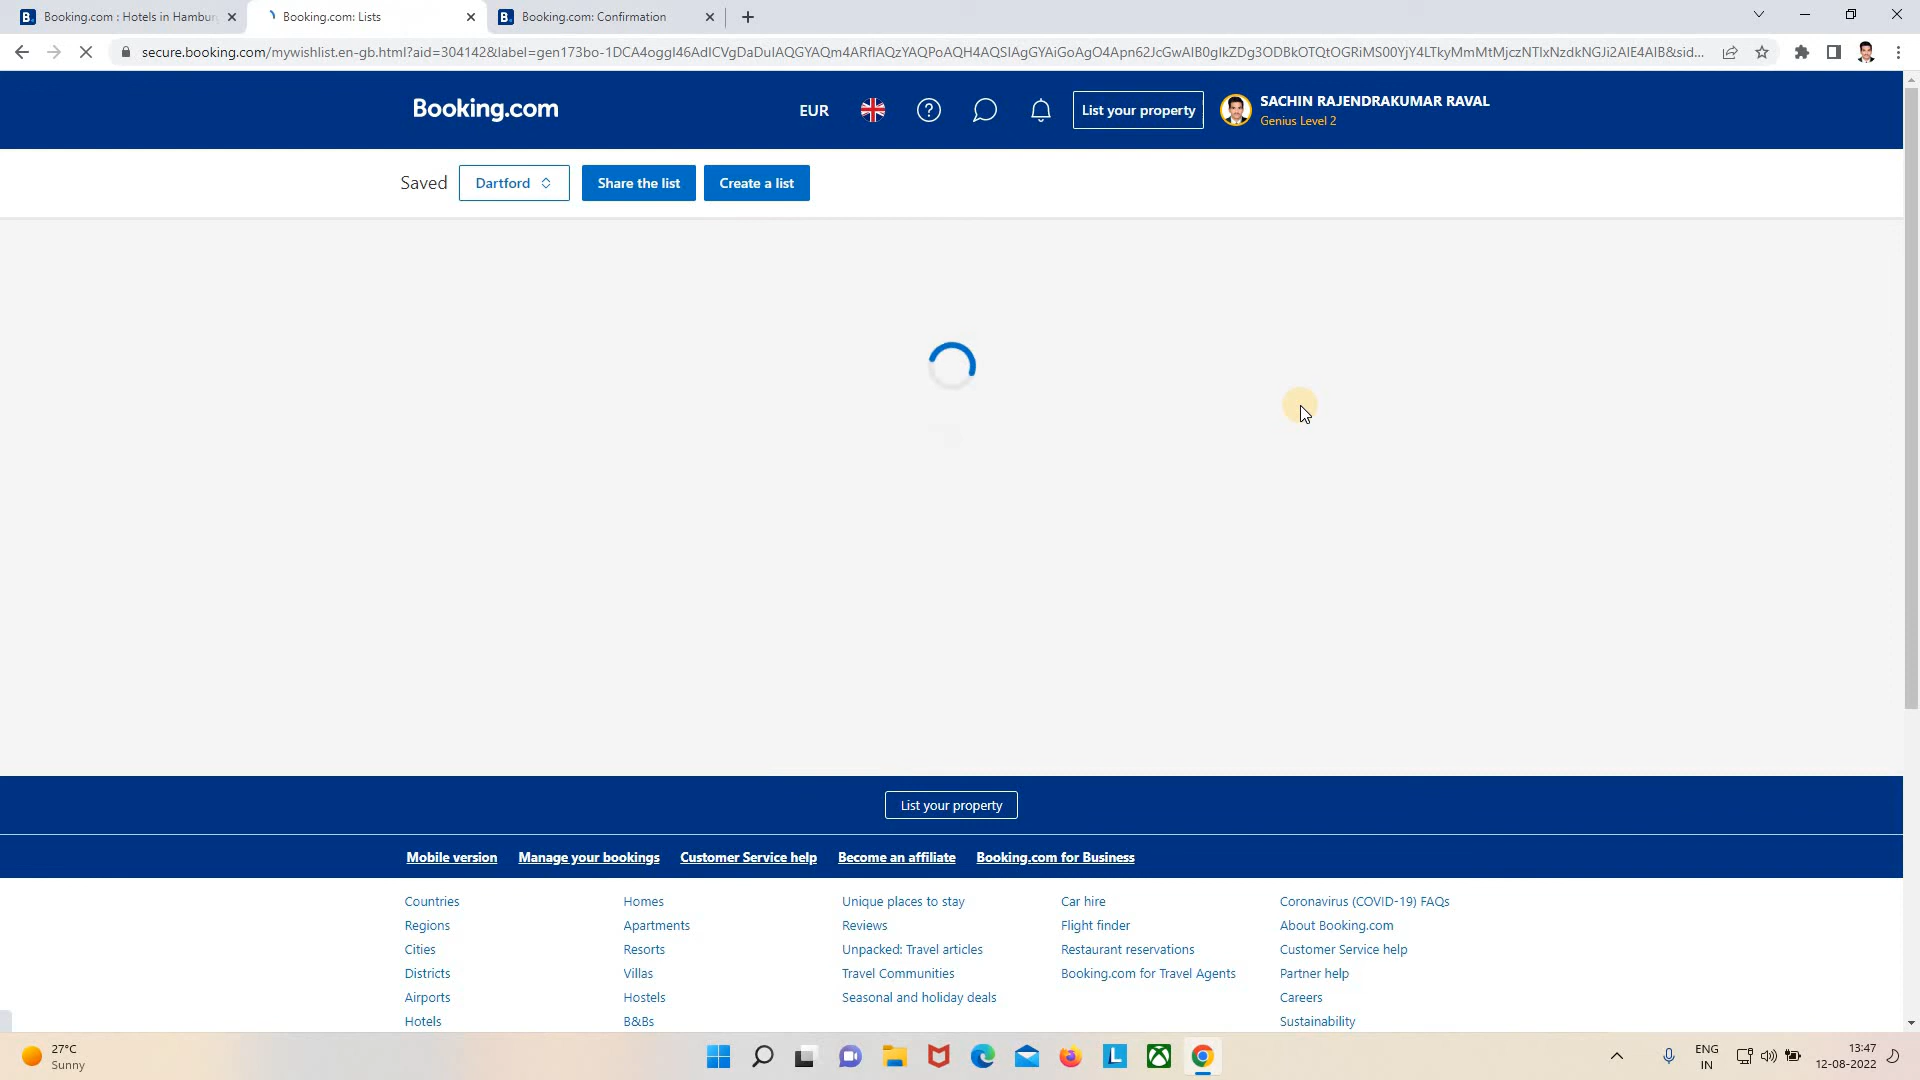 Booking.com : Hotels in Hambur
Booking.com: Lists
Booking.com: Confirmation
secure.booking.com/mywishlist.en-gb.html?aid=304142&label=gen173bo-1DCA4oggI46AdICVgDaDuIAQGYAQm4ARfIAQzYAQPoAQH4AQSIAgGYAiGoAgO4Apn62JcGwAIB0gIkZDg3ODBkOTQtOGRiMS00YjY4LTkyMmMtMjczNTIxNzdkNGJi2AIE4AIB&sid...
Booking.com
EUR
List your property
SACHIN RAJENDRAKUMAR RAVAL
Genius Level 2
Saved
Dartford
Share the list
Create a list
List your property
Mobile version
Manage your bookings
Customer Service help
Become an affiliate
Booking.com for Business
Countries
Regions
Cities
Districts
Airports
Hotels
Homes
Apartments
Resorts
Villas
Hostels
B&Bs
Unique places to stay
Reviews
Unpacked: Travel articles
Travel Communities
Seasonal and holiday deals
Car hire
Flight finder
Restaurant reservations
Booking.com for Travel Agents
Coronavirus (COVID-19) FAQs
About Booking.com
Customer Service help
Partner help
Careers
Sustainability
27°C
Sunny
ENG
IN
13:47
12-08-2022